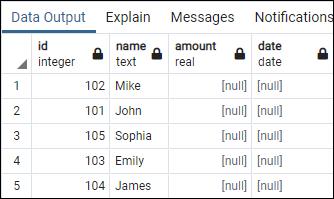 Data Output Explain Messages Notifications
id name amount date
integer text real date
1 102 Mike [null] [null]
2 101 John [null] [null]
3 105 Sophia [null] [null]
4 103 Emily [null] [null]
5 104 James [null] [null]